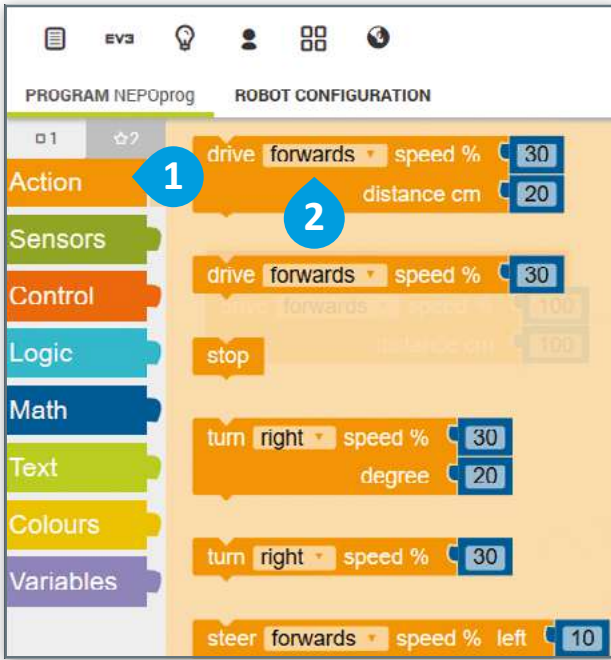 EV3
PROGRAM NEPOprog ROBOT CONFIGURATION
1 2
Action
Sensors
Control
Logic
Math
Text
Colours
Variables
1
2
drive forwards speed % 30
distance cm 20
drive forwards speed % 30
drive forwards speed % 100
distance cm 100
stop
turn right speed % 30
degree 20
turn right speed % 30
steer forwards speed % left 10